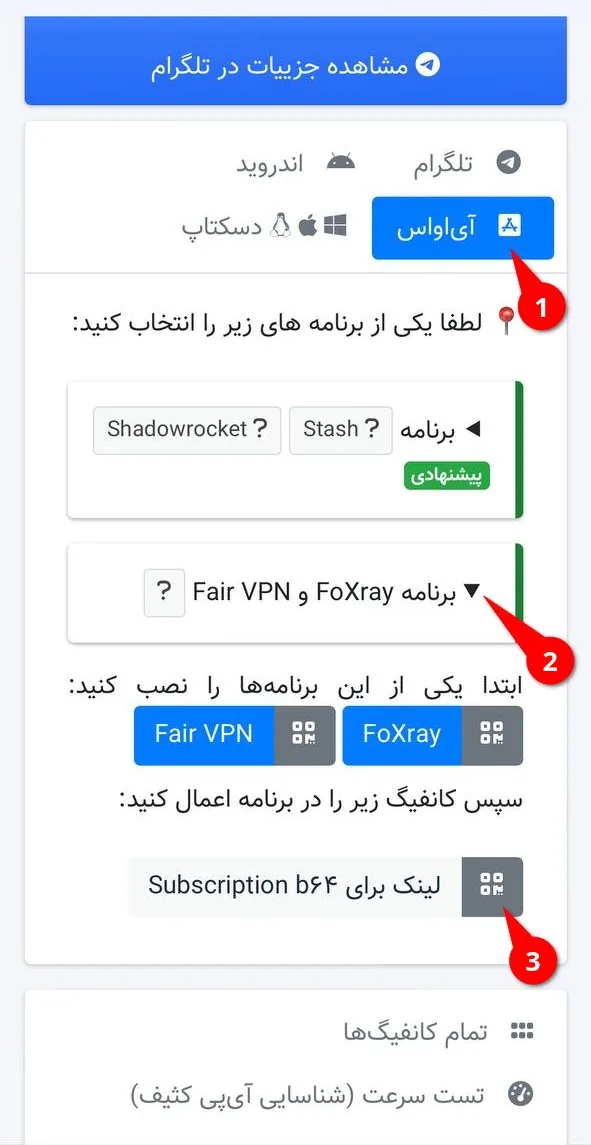 مشاهده جزییات در تلگرام
تلگرام اندروید
آی‌اواس دسکتاپ
1
لطفا یکی از برنامه های زیر را انتخاب کنید:
برنامه Stash ? Shadowrocket ?
پیشنهادی
برنامه FoXray و Fair VPN ?
2
ابتدا یکی از این برنامه‌ها را نصب کنید:
FoXray Fair VPN
سپس کانفیگ زیر را در برنامه اعمال کنید:
لینک برای Subscription b۶۴
3
تمام کانفیگ‌ها
تست سرعت (شناسایی آی‌پی کثیف)